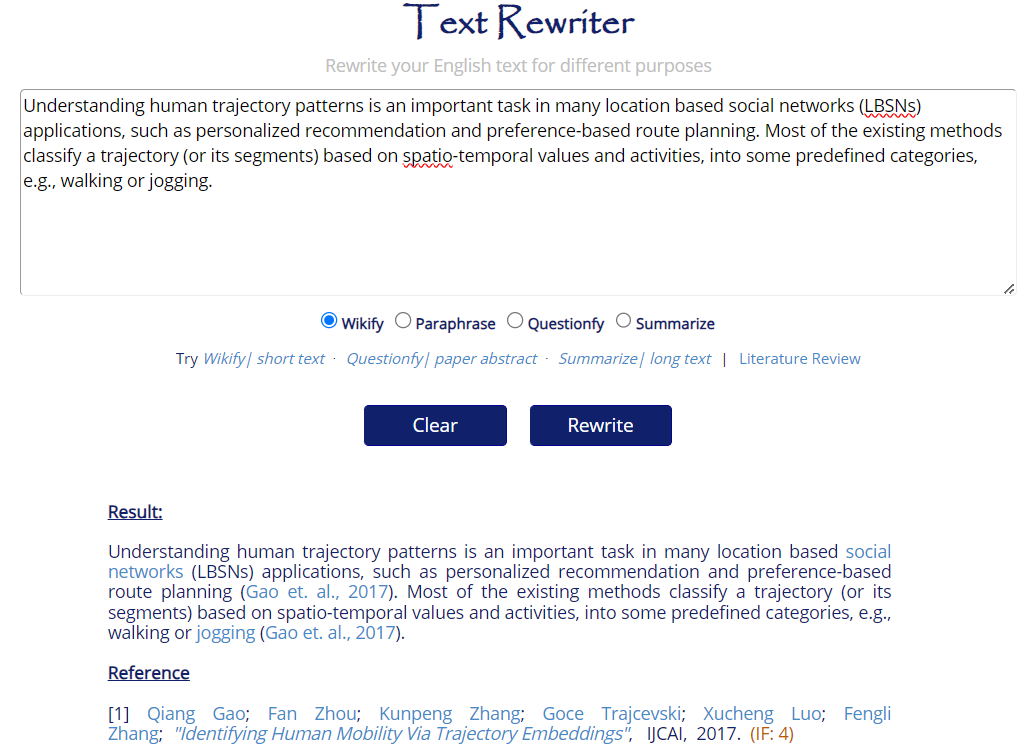 Text Rewriter
Rewrite your English text for different purposes
Understanding human trajectory patterns is an important task in many location based social networks (LBSNs)
applications, such as personalized recommendation and preference-based route planning. Most of the existing methods
classify a trajectory (or its segments) based on spatio-temporal values and activities, into some predefined categories,
e.g., walking or jogging.
Wikify Paraphrase Questionfy Summarize
Try Wikify| short text · Questionfy| paper abstract · Summarize| long text | Literature Review
Clear Rewrite
Result:
Understanding human trajectory patterns is an important task in many location based social
networks (LBSNs) applications, such as personalized recommendation and preference-based
route planning (Gao et. al., 2017). Most of the existing methods classify a trajectory (or its
segments) based on spatio-temporal values and activities, into some predefined categories, e.g.,
walking or jogging (Gao et. al., 2017).
Reference
[1] Qiang Gao; Fan Zhou; Kunpeng Zhang; Goce Trajcevski; Xucheng Luo; Fengli
Zhang; "Identifying Human Mobility Via Trajectory Embeddings", IJCAI, 2017. (IF: 4)